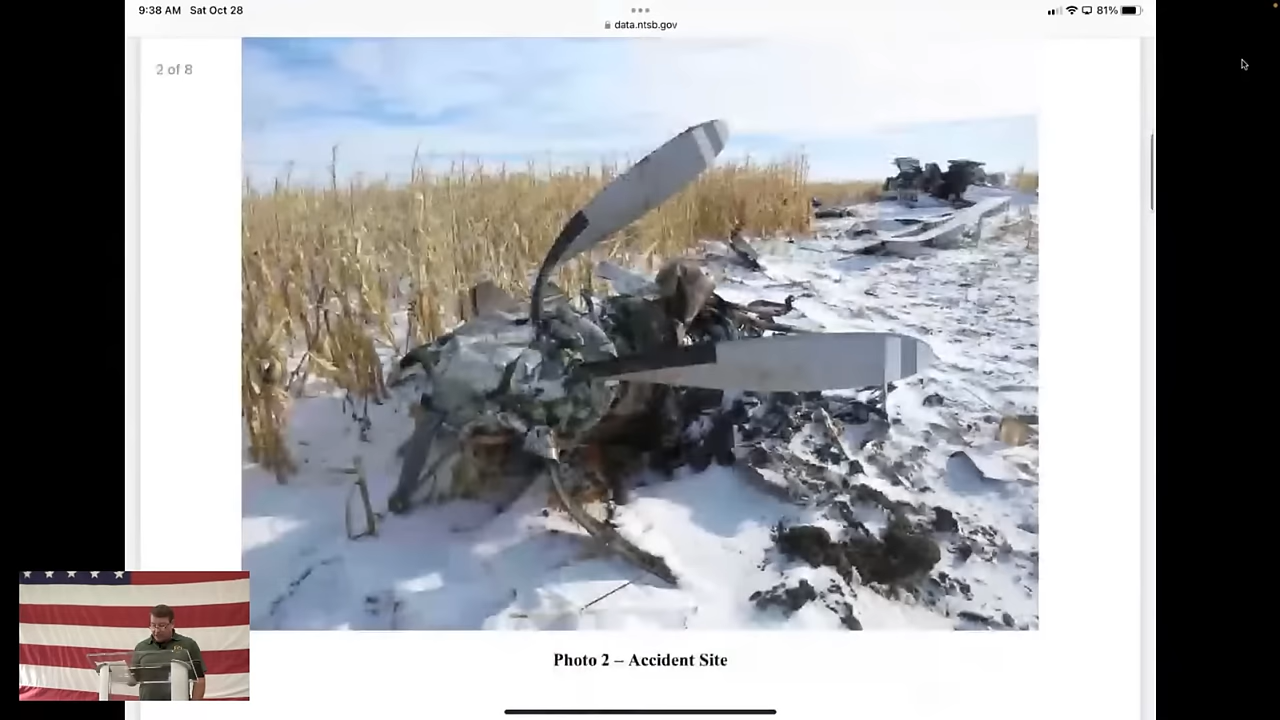 9:38 AM Sat Oct 28
data.ntsb.gov
81%
2 of 8
Photo 2 – Accident Site